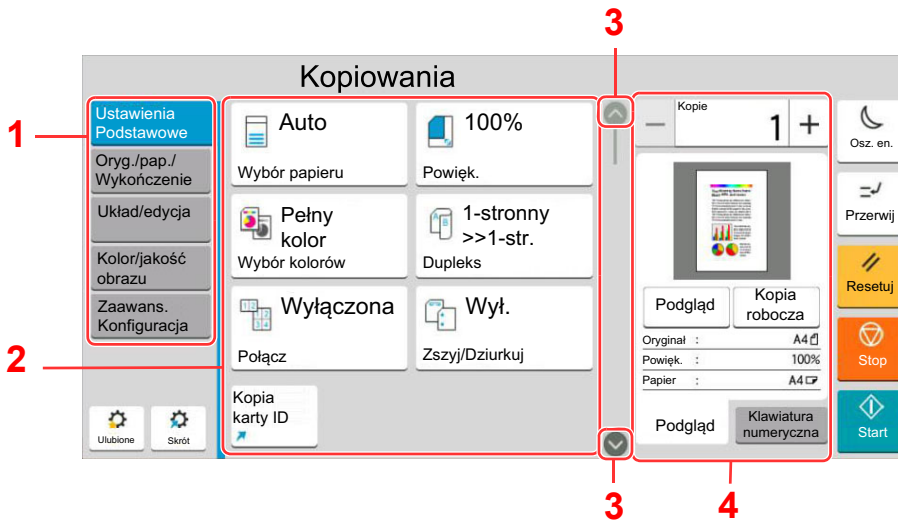 3
Kopiowania
1
Ustawienia
Podstawowe
Oryg./pap./
Wykończenie
Układ/edycja
Kolor/jakość
obrazu
Zaawans.
Konfiguracja
Ulubione
Skrót
2
Auto
Wybór papieru
100%
Powięk.
Pełny
kolor
Wybór kolorów
1-stronny
>>1-str.
Dupleks
Wyłączona
Połącz
Wył.
Zszyj/Dziurkuj
Kopia
karty ID
3
Kopie
− 1 +
Podgląd
Kopia
robocza
Oryginał : A4
Powięk. : 100%
Papier : A4
Podgląd
Klawiatura
numeryczna
4
Osz. en.
Przerwij
Resetuj
Stop
Start